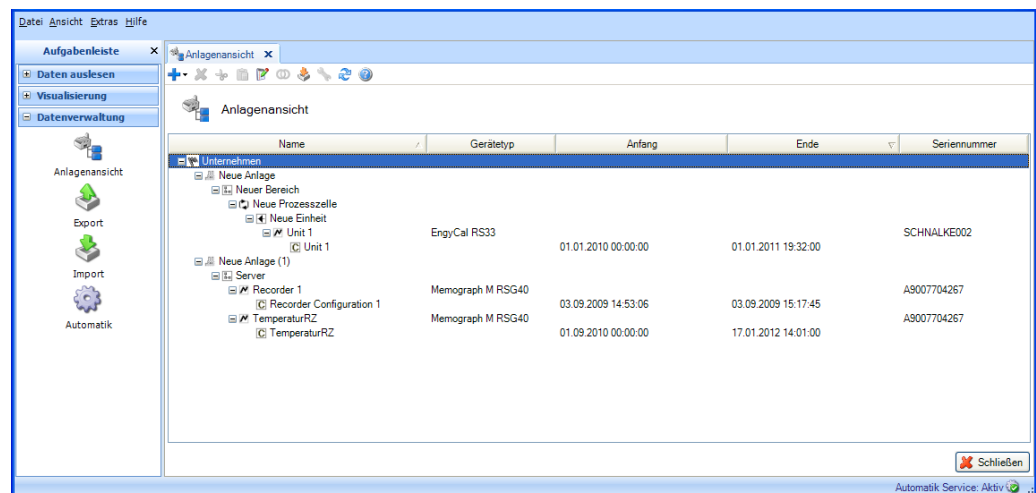 Datei Ansicht Extras Hilfe
Aufgabenleiste
Daten auslesen
Visualisierung
Datenverwaltung
Anlagenansicht
Export
Import
Automatik
Anlagenansicht
Anlagenansicht
Name Gerätetyp Anfang Ende Seriennummer
Unternehmen
Neue Anlage
Neuer Bereich
Neue Prozesszelle
Neue Einheit
Unit 1 EngyCal RS33 SCHNALKE002
C Unit 1 01.01.2010 00:00:00 01.01.2011 19:32:00
Neue Anlage (1)
Server
Recorder 1 Memograph M RSG40 A9007704267
C Recorder Configuration 1 03.09.2009 14:53:06 03.09.2009 15:17:45
TemperaturRZ Memograph M RSG40 A9007704267
C TemperaturRZ 01.09.2010 00:00:00 17.01.2012 14:01:00
Schließen
Automatik Service: Aktiv